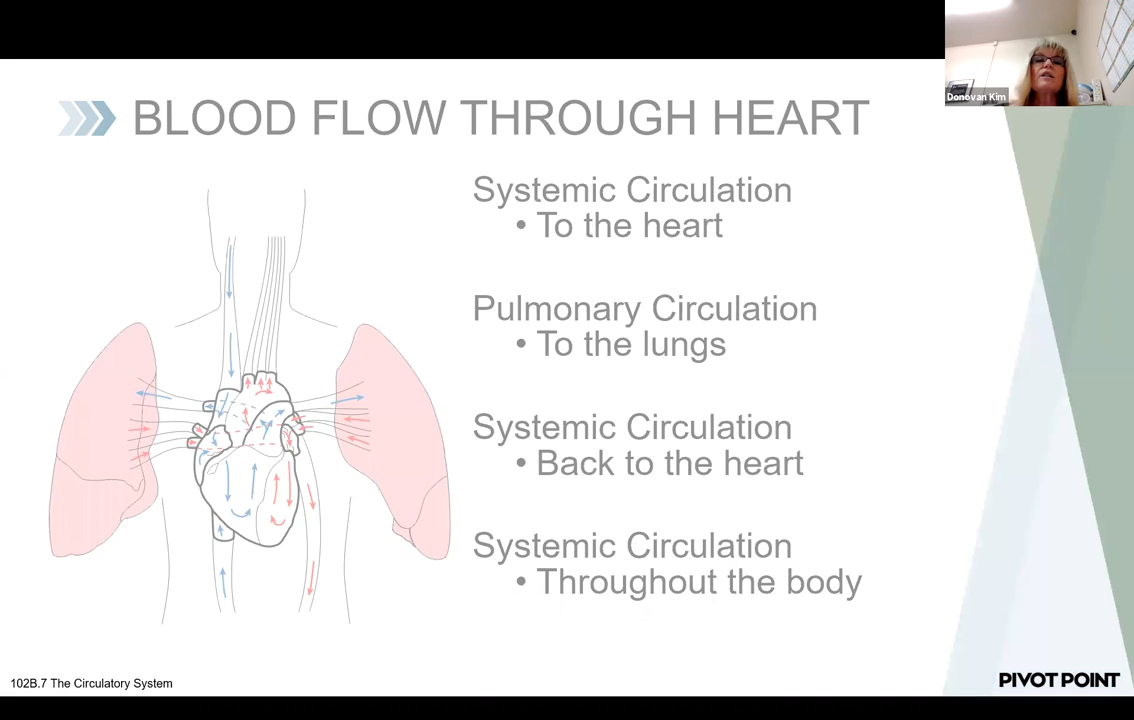 Donovan Kim
BLOOD FLOW THROUGH HEART
Systemic Circulation
• To the heart
Pulmonary Circulation
• To the lungs
Systemic Circulation
• Back to the heart
Systemic Circulation
• Throughout the body
102B.7 The Circulatory System
PIVOT POINT